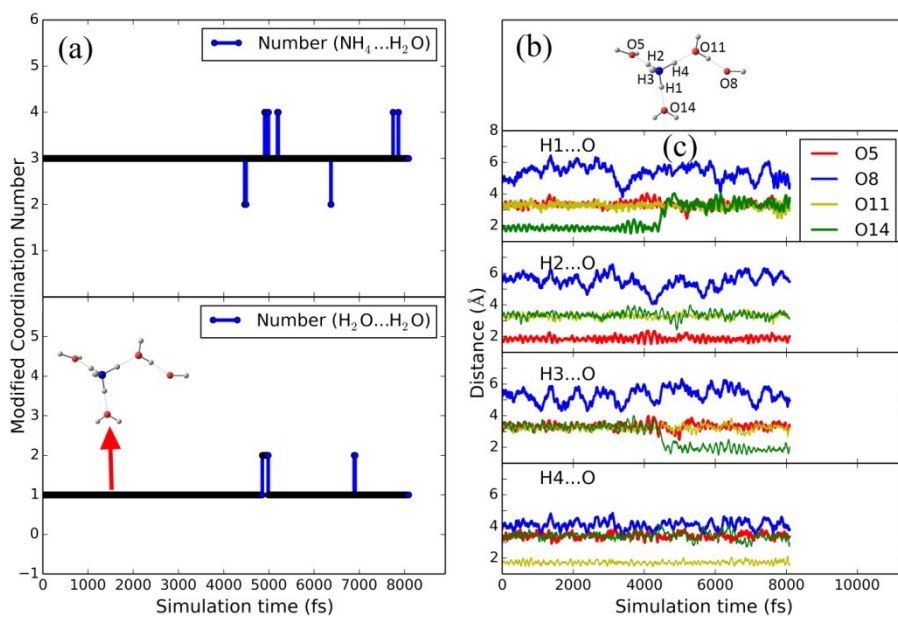 (a)
Number (NH4...H2O)
6
5
4
3
2
1
Modified Coordination Number
Number (H2O...H2O)
5
4
3
2
1
0
−1
0 1000 2000 3000 4000 5000 6000 7000 8000
Simulation time (fs)
(b)
O5
H2
O11
H3
H4
O8
H1
O14
(c)
8
6
4
2
H1...O
O5
O8
O11
O14
6
4
2
H2...O
Distance (Å)
6
4
2
H3...O
6
4
2
H4...O
0 2000 4000 6000 8000 10000
Simulation time (fs)